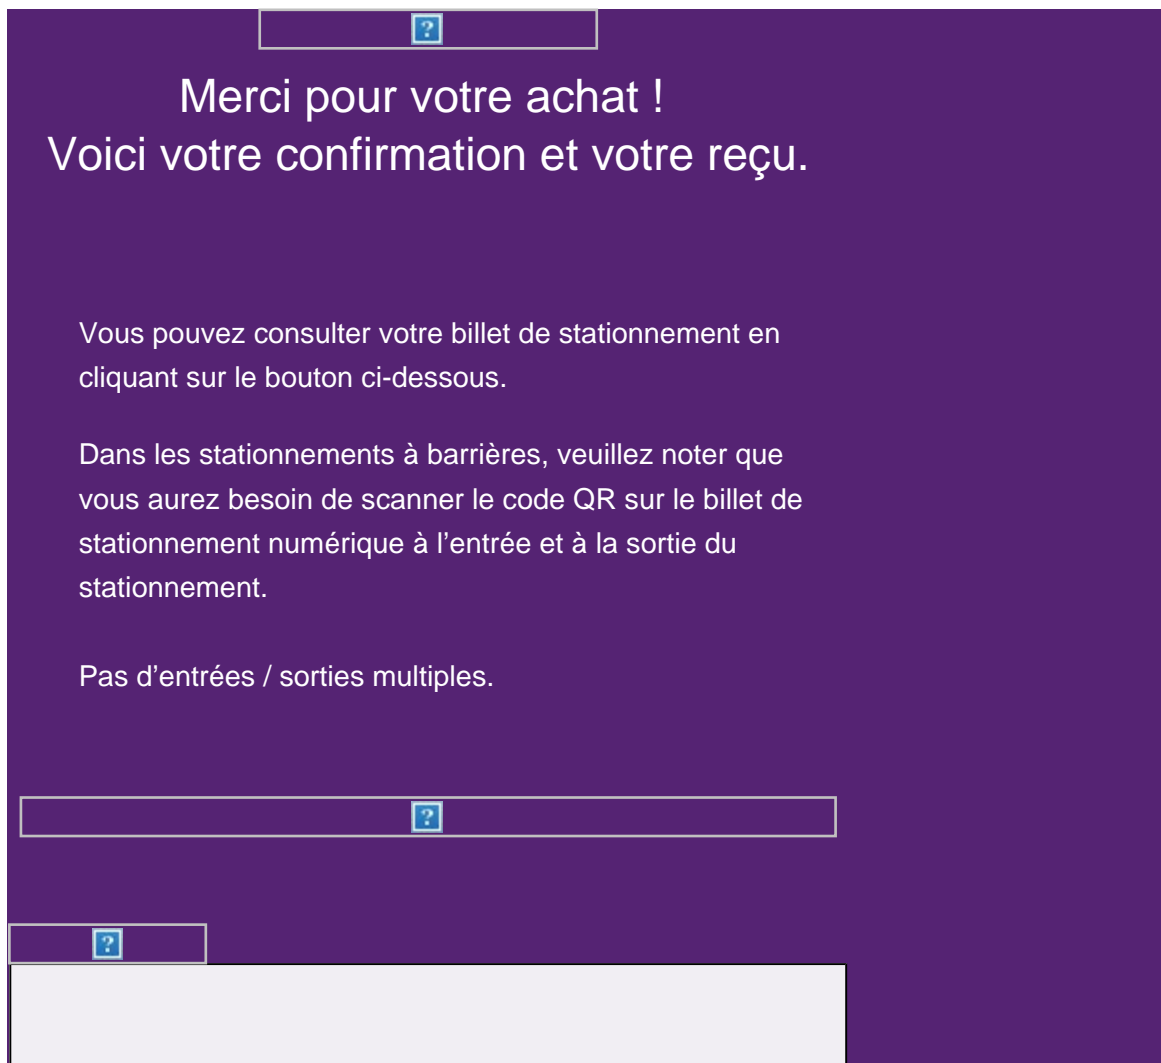 Merci pour votre achat !
Voici votre confirmation et votre reçu.
Vous pouvez consulter votre billet de stationnement en
cliquant sur le bouton ci-dessous.
Dans les stationnements à barrières, veuillez noter que
vous aurez besoin de scanner le code QR sur le billet de
stationnement numérique à l’entrée et à la sortie du
stationnement.
Pas d’entrées / sorties multiples.